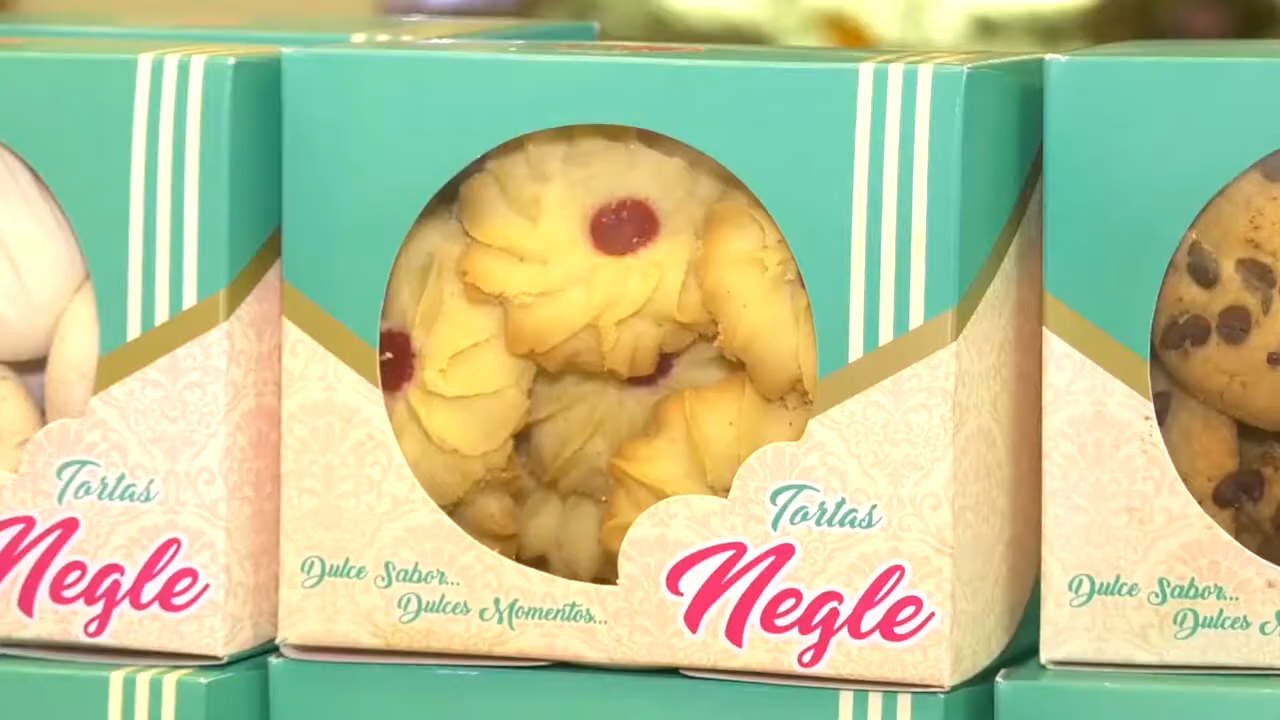 Tortas
Negle
Dulce Sabor...
Dulces Momentos...
Tortas
Negle
Dulce Sabor...
Dulces